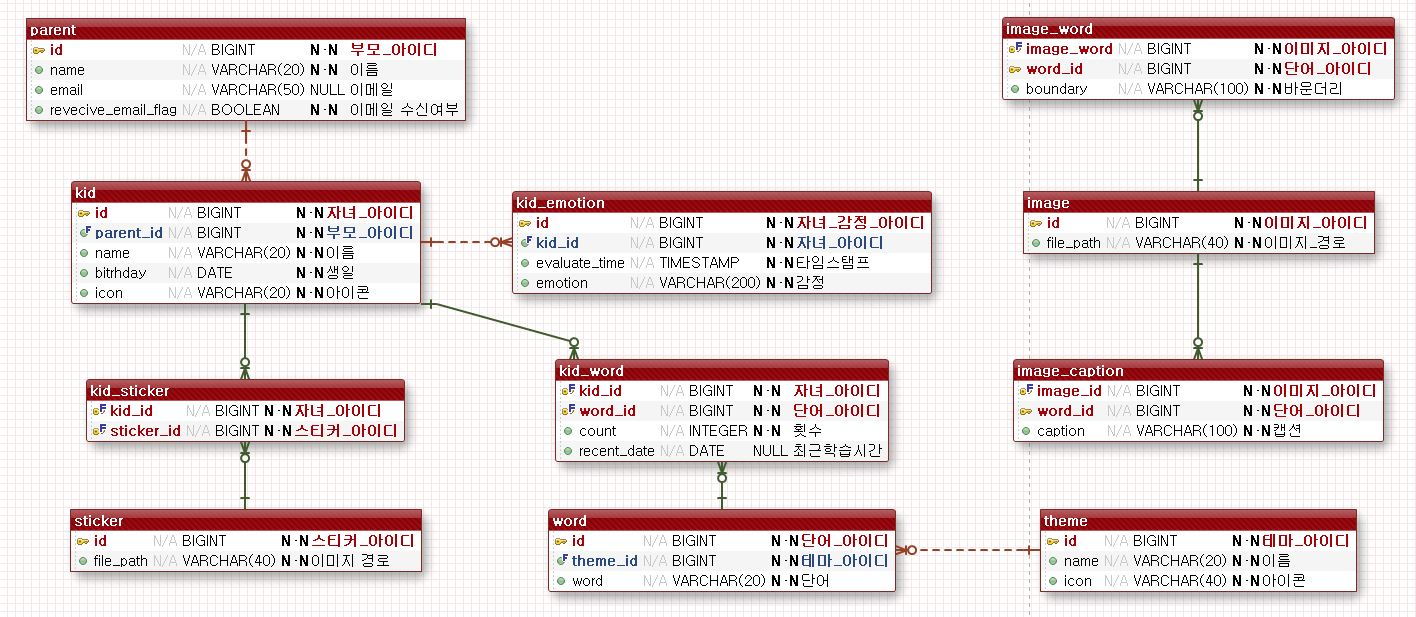 parent
id N/A BIGINT N·N 부모_아이디
name N/A VARCHAR(20) N·N 이름
email N/A VARCHAR(50) NULL 이메일
revecive_email_flag N/A BOOLEAN N·N 이메일 수신여부
kid
id N/A BIGINT N·N 자녀_아이디
parent_id N/A BIGINT N·N 부모_아이디
name N/A VARCHAR(20) N·N 이름
bitrhday N/A DATE N·N 생일
icon N/A VARCHAR(20) N·N 아이콘
kid_emotion
id N/A BIGINT N·N 자녀_감정_아이디
kid_id N/A BIGINT N·N 자녀_아이디
evaluate_time N/A TIMESTAMP N·N 타임스탬프
emotion N/A VARCHAR(200) N·N 감정
kid_sticker
kid_id N/A BIGINT N·N 자녀_아이디
sticker_id N/A BIGINT N·N 스티커_아이디
kid_word
kid_id N/A BIGINT N·N 자녀_아이디
word_id N/A BIGINT N·N 단어_아이디
count N/A INTEGER N·N 횟수
recent_date N/A DATE NULL 최근학습시간
sticker
id N/A BIGINT N·N 스티커_아이디
file_path N/A VARCHAR(40) N·N 이미지 경로
word
id N/A BIGINT N·N 단어_아이디
theme_id N/A BIGINT N·N 테마_아이디
word N/A VARCHAR(20) N·N 단어
image_word
image_word N/A BIGINT N·N 이미지_아이디
word_id N/A BIGINT N·N 단어_아이디
boundary N/A VARCHAR(100) N·N 바운더리
image
id N/A BIGINT N·N 이미지_아이디
file_path N/A VARCHAR(40) N·N 이미지_경로
image_caption
image_id N/A BIGINT N·N 이미지_아이디
word_id N/A BIGINT N·N 단어_아이디
caption N/A VARCHAR(100) N·N 캡션
theme
id N/A BIGINT N·N 테마_아이디
name N/A VARCHAR(20) N·N 이름
icon N/A VARCHAR(40) N·N 아이콘